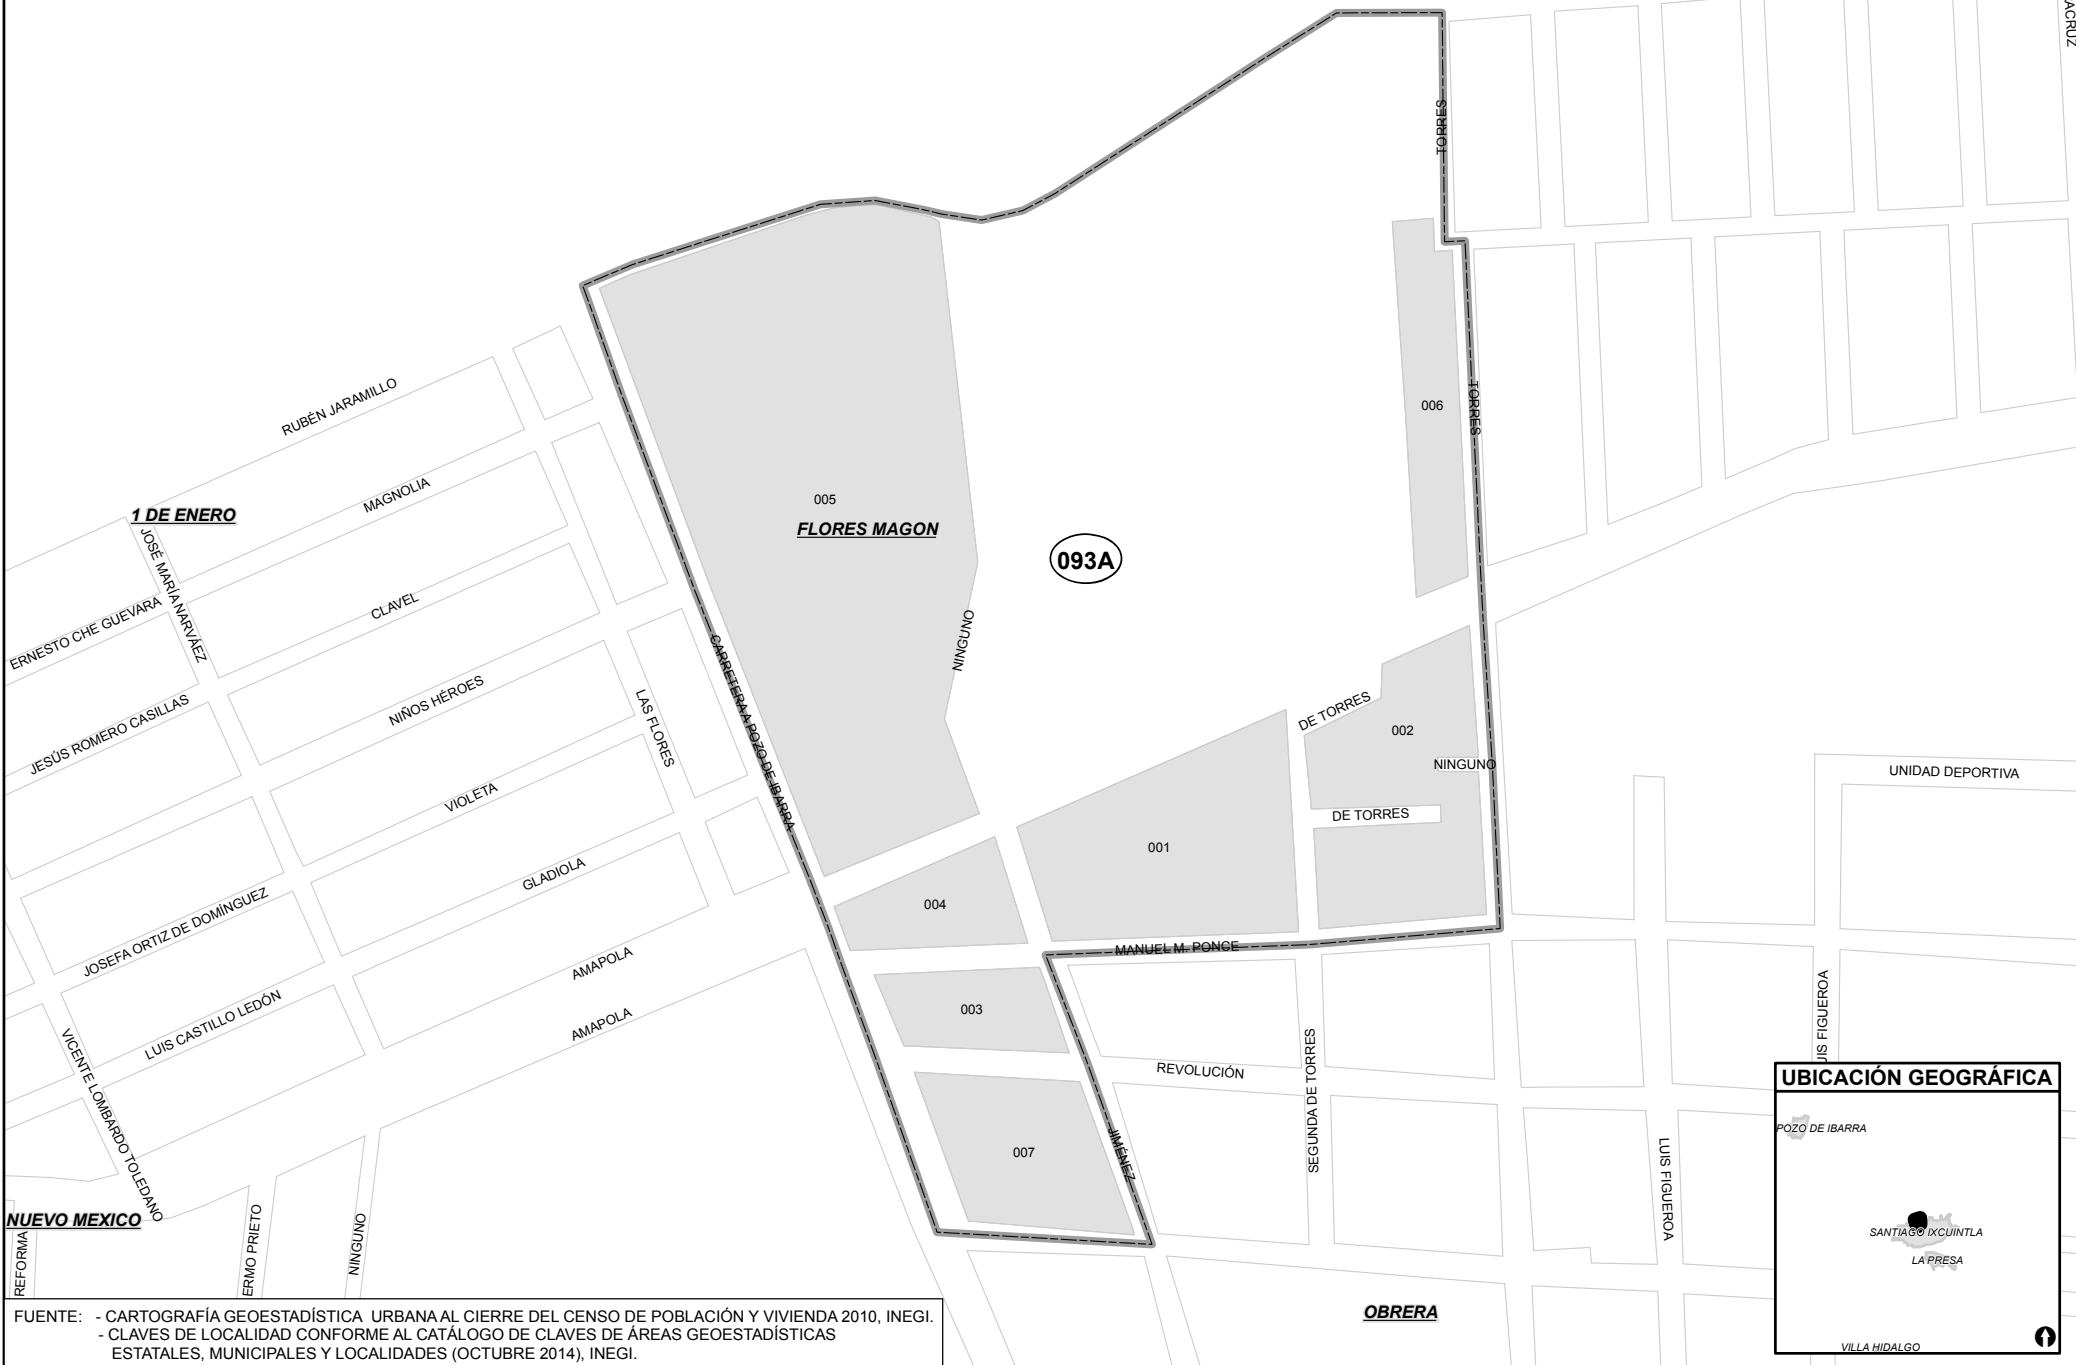 ACRUZ
TORRES
RUBÉN JARAMILLO
MAGNOLIA
006
TORRES
005
1 DE ENERO
FLORES MAGON
JOSÉ MARÍA NARVÁEZ
093A
CLAVEL
ERNESTO CHE GUEVARA
NINGUNO
CARRETERA A POZO DE IBARRA
NIÑOS HÉROES
LAS FLORES
DE TORRES
002
JESÚS ROMERO CASILLAS
NINGUNO
UNIDAD DEPORTIVA
VIOLETA
DE TORRES
001
GLADIOLA
004
JOSEFA ORTIZ DE DOMÍNGUEZ
MANUEL M. PONCE
AMAPOLA
003
LUIS CASTILLO LEDÓN
AMAPOLA
UIS FIGUEROA
REVOLUCIÓN
SEGUNDA DE TORRES
VICENTE LOMBARDO TOLEDANO
007
JIMÉNEZ
LUIS FIGUEROA
NUEVO MEXICO
REFORMA
ERMO PRIETO
NINGUNO
OBRERA
UBICACIÓN GEOGRÁFICA
POZO DE IBARRA
SANTIAGO IXCUINTLA
LA PRESA
VILLA HIDALGO
FUENTE: - CARTOGRAFÍA GEOESTADÍSTICA URBANA AL CIERRE DEL CENSO DE POBLACIÓN Y VIVIENDA 2010, INEGI.
- CLAVES DE LOCALIDAD CONFORME AL CATÁLOGO DE CLAVES DE ÁREAS GEOESTADÍSTICAS
ESTATALES, MUNICIPALES Y LOCALIDADES (OCTUBRE 2014), INEGI.